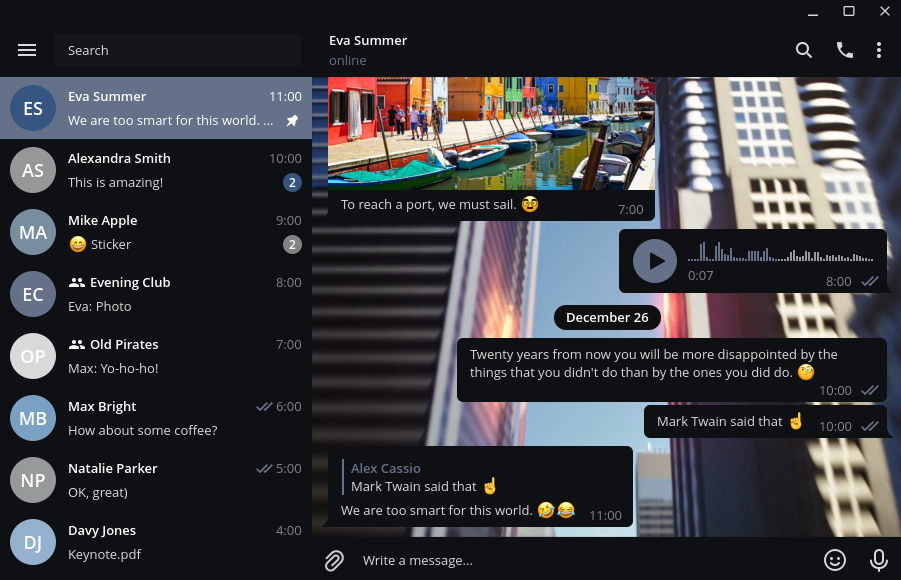 Search
ES
Eva Summer 11:00
We are too smart for this world. ...
AS
Alexandra Smith 10:00
This is amazing! 2
MA
Mike Apple 9:00
😄 Sticker 2
EC
Evening Club 8:00
Eva: Photo
OP
Old Pirates 7:00
Max: Yo-ho-ho!
MB
Max Bright 6:00
How about some coffee?
NP
Natalie Parker 5:00
OK, great)
DJ
Davy Jones 4:00
Keynote.pdf
Eva Summer
online
To reach a port, we must sail. 🤠 7:00
0:07 8:00
December 26
Twenty years from now you will be more disappointed by the
things that you didn't do than by the ones you did do. 🧐
10:00
Mark Twain said that ☝ 10:00
Alex Cassio
Mark Twain said that ☝
We are too smart for this world. 🤣😂 11:00
Write a message...